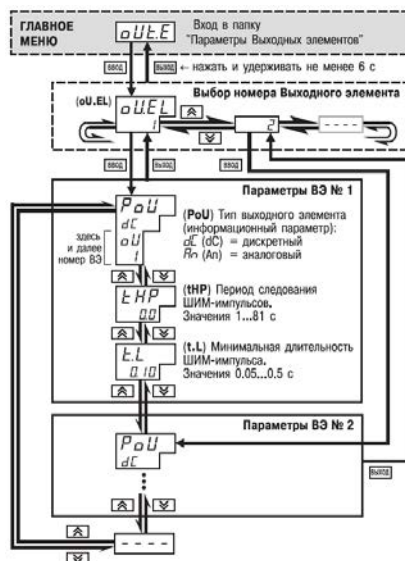 ГЛАВНОЕ
МЕНЮ
oUt.E
Вход в папку
"Параметры Выходных элементов"
ВВОД
ВЫХОД
← нажать и удерживать не менее 6 с
Выбор номера Выходного элемента
(oU.EL)
oU.EL
1
2
- - - -
ВВОД
ВЫХОД
ВВОД
Параметры ВЭ № 1
PoU
dC
oU
1
здесь
и далее
номер ВЭ
(PoU) Тип выходного элемента
(информационный параметр):
dC (dC) = дискретный
An (An) = аналоговый
tHP
0.0
(tHP) Период следования
ШИМ-импульсов.
Значения 1...81 с
t.L
0.10
(t.L) Минимальная длительность
ШИМ-импульса.
Значения 0.05...0.5 с
Параметры ВЭ № 2
PoU
dC
ВЫХОД
- - - -